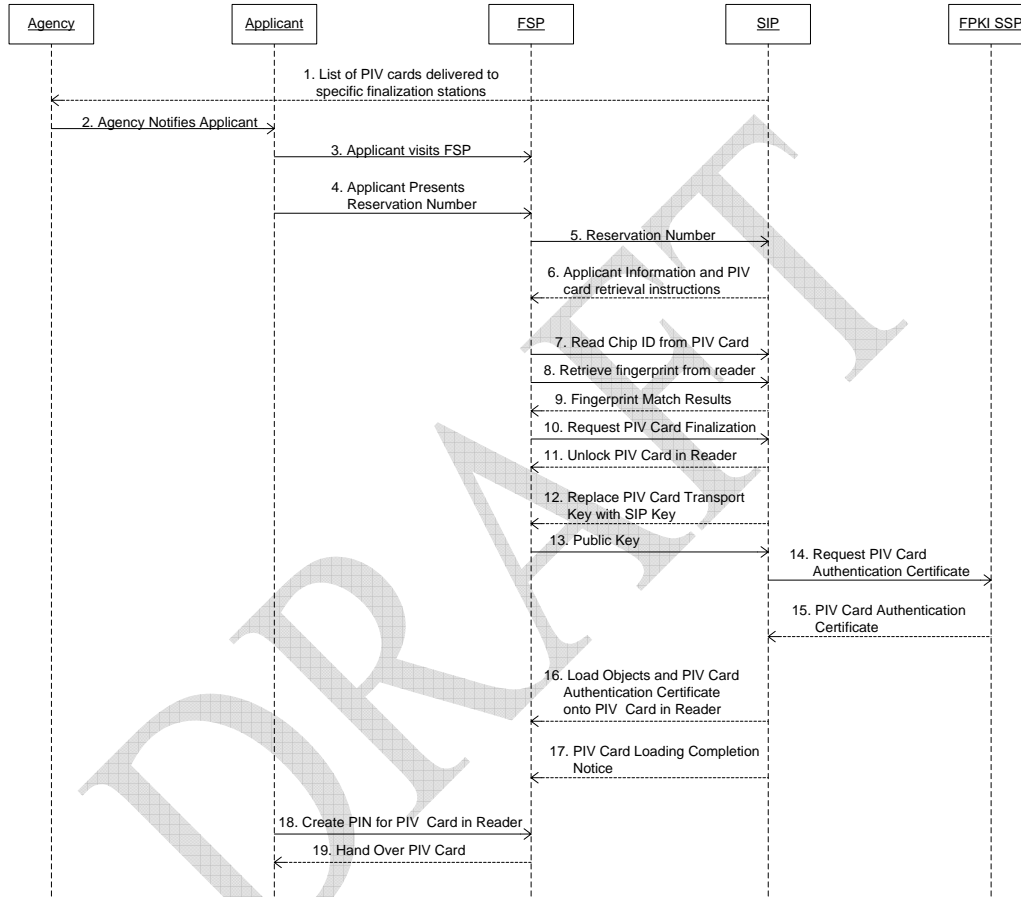 Agency
Applicant
FSP
SIP
FPKI SSP
1. List of PIV cards delivered to
specific finalization stations
2. Agency Notifies Applicant
3. Applicant visits FSP
4. Applicant Presents
Reservation Number
5. Reservation Number
6. Applicant Information and PIV
card retrieval instructions
7. Read Chip ID from PIV Card
8. Retrieve fingerprint from reader
9. Fingerprint Match Results
10. Request PIV Card Finalization
11. Unlock PIV Card in Reader
12. Replace PIV Card Transport
Key with SIP Key
13. Public Key
14. Request PIV Card
Authentication Certificate
15. PIV Card Authentication
Certificate
16. Load Objects and PIV Card
Authentication Certificate
onto PIV Card in Reader
17. PIV Card Loading Completion
Notice
18. Create PIN for PIV Card in Reader
19. Hand Over PIV Card
DRAFT